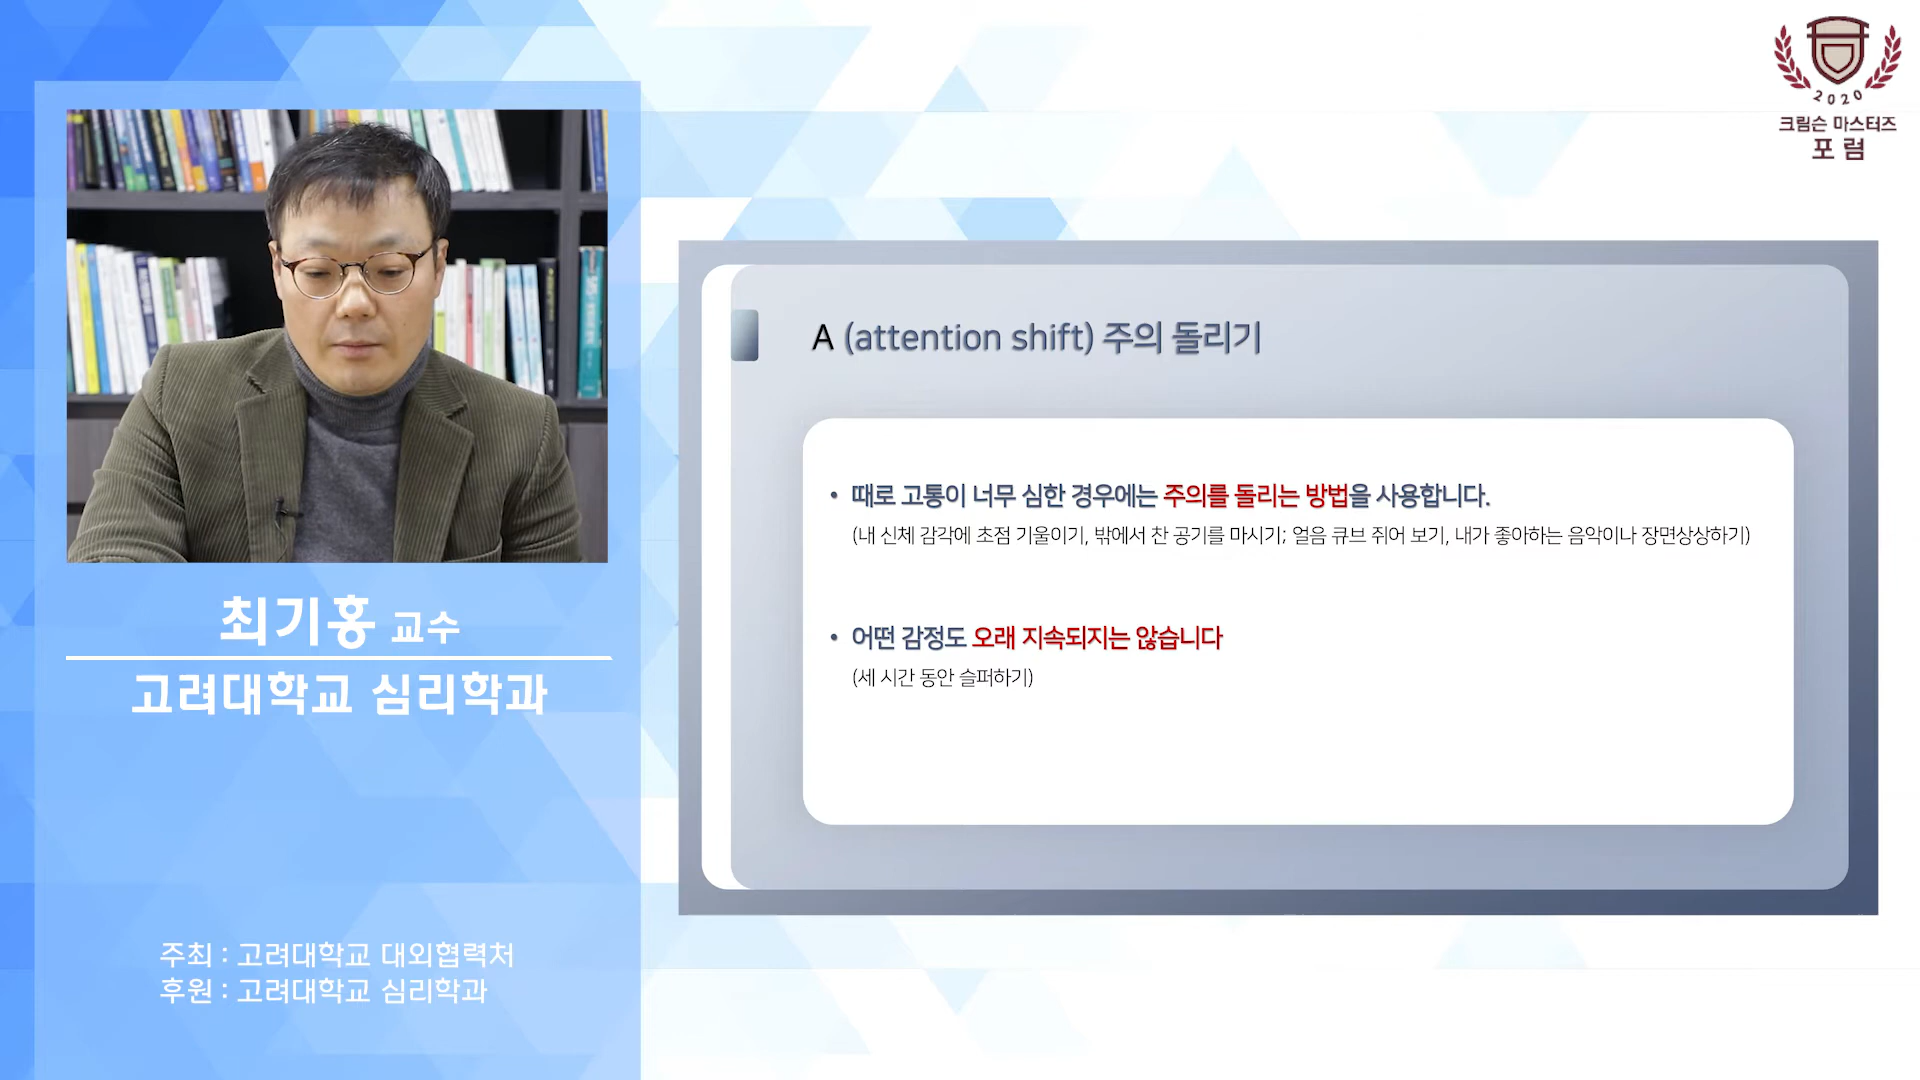 2020
크림슨 마스터즈
포럼
최기홍 교수
고려대학교 심리학과
주최 : 고려대학교 대외협력처
후원 : 고려대학교 심리학과
A (attention shift) 주의 돌리기
• 때로 고통이 너무 심한 경우에는 주의를 돌리는 방법을 사용합니다.
(내 신체 감각에 초점 기울이기, 밖에서 찬 공기를 마시기; 얼음 큐브 쥐어 보기, 내가 좋아하는 음악이나 장면상상하기)
• 어떤 감정도 오래 지속되지는 않습니다
(세 시간 동안 슬퍼하기)